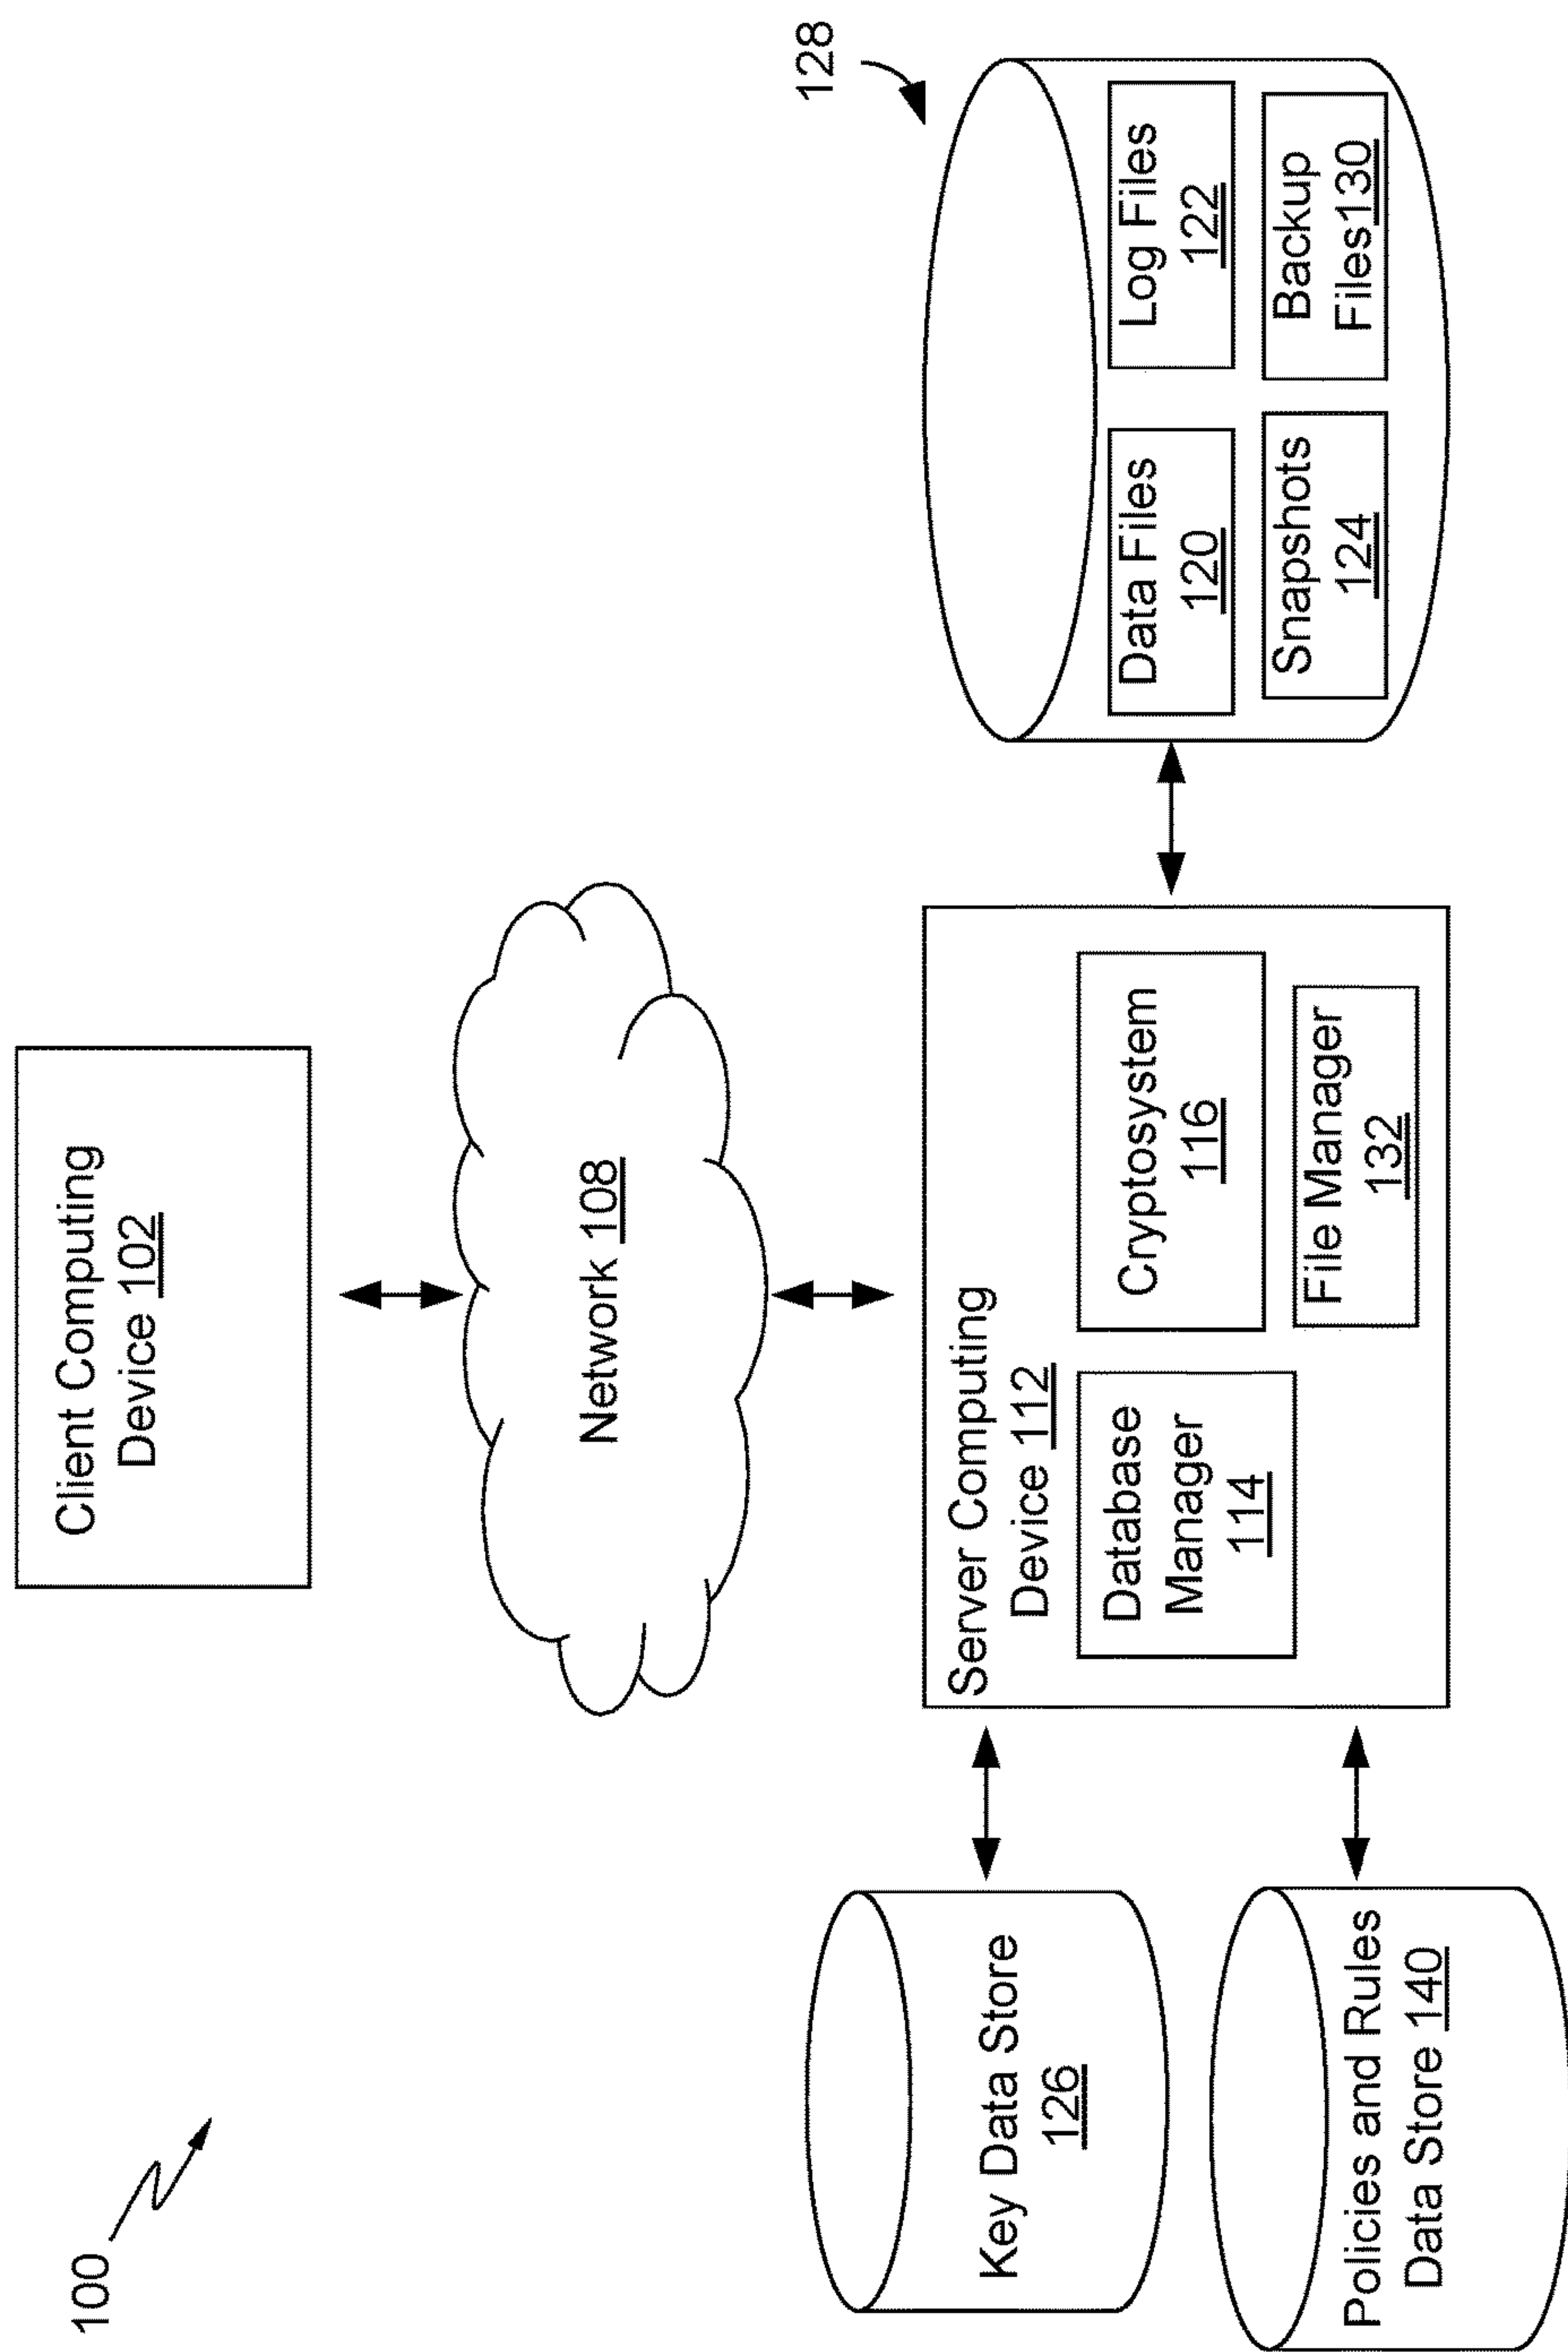 100
Client Computing
Device 102
Network 108
128
Server Computing
Device 112
Database
Manager
114
Cryptosystem
116
File Manager
132
Key Data Store
126
Policies and Rules
Data Store 140
Data Files
120
Log Files
122
Snapshots
124
Backup
Files130